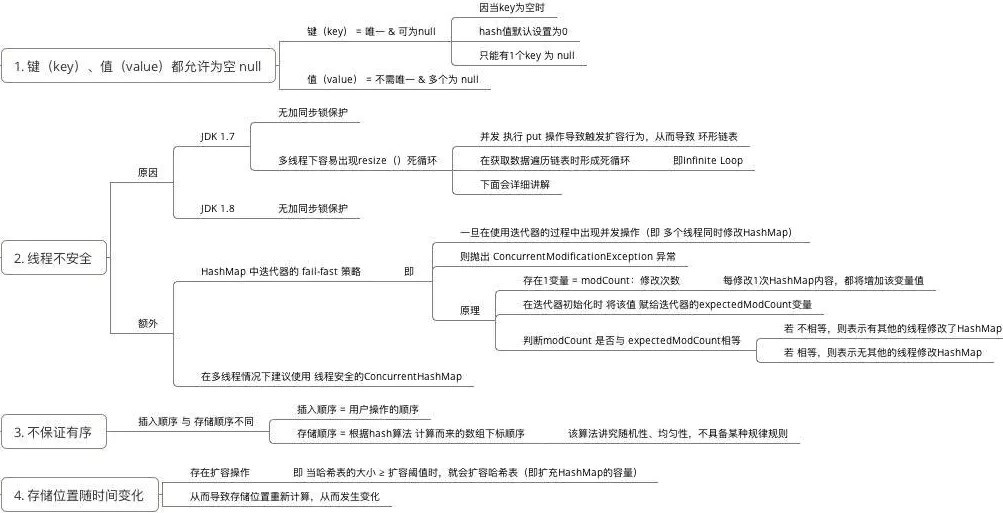 1. 键（key）、值（value）都允许为空 null
键（key） = 唯一 & 可为null
因当key为空时
hash值默认设置为0
只能有1个key 为 null
值（value） = 不需唯一 & 多个为 null
2. 线程不安全
原因
JDK 1.7
无加同步锁保护
多线程下容易出现resize（）死循环
并发 执行 put 操作导致触发扩容行为，从而导致 环形链表
在获取数据遍历链表时形成死循环
即Infinite Loop
下面会详细讲解
JDK 1.8
无加同步锁保护
额外
HashMap 中迭代器的 fail-fast 策略
即
一旦在使用迭代器的过程中出现并发操作（即 多个线程同时修改HashMap）
则抛出 ConcurrentModificationException 异常
原理
存在1变量 = modCount：修改次数
每修改1次HashMap内容，都将增加该变量值
在迭代器初始化时 将该值 赋给迭代器的expectedModCount变量
判断modCount 是否与 expectedModCount相等
若 不相等，则表示有其他的线程修改了HashMap
若 相等，则表示无其他的线程修改HashMap
在多线程情况下建议使用 线程安全的ConcurrentHashMap
3. 不保证有序
插入顺序 与 存储顺序不同
插入顺序 = 用户操作的顺序
存储顺序 = 根据hash算法 计算而来的数组下标顺序
该算法讲究随机性、均匀性，不具备某种规律规则
4. 存储位置随时间变化
存在扩容操作
即 当哈希表的大小 ≥ 扩容阈值时，就会扩容哈希表（即扩充HashMap的容量）
从而导致存储位置重新计算，从而发生变化